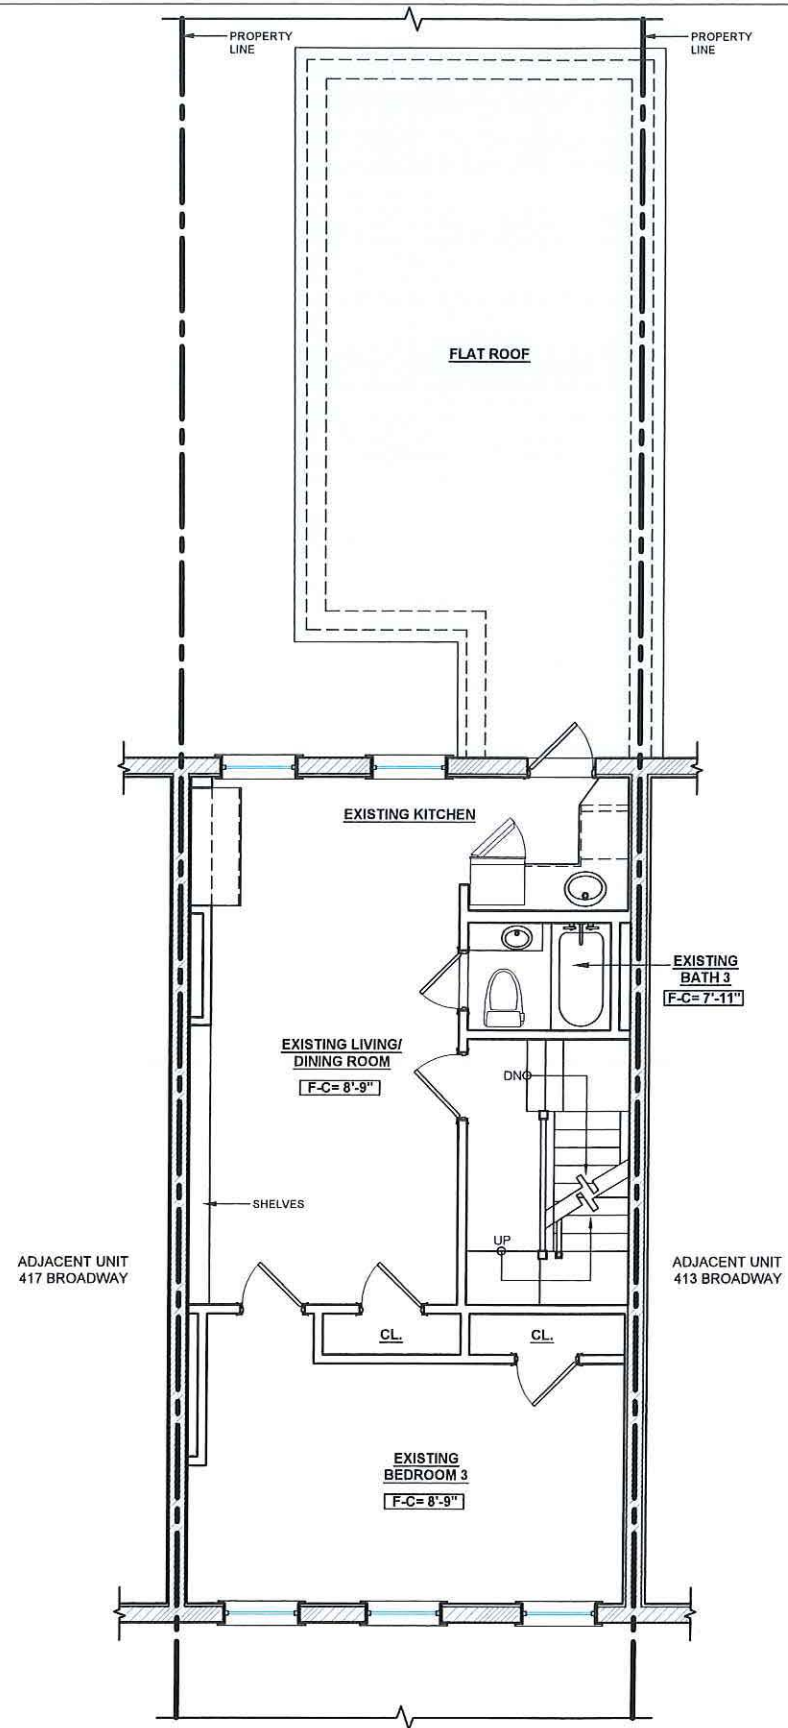 PROPERTY
LINE
PROPERTY
LINE
FLAT ROOF
EXISTING KITCHEN
EXISTING
BATH 3
F-C= 7'-11"
EXISTING LIVING/
DINING ROOM
F-C= 8'-9"
DN
SHELVES
UP
ADJACENT UNIT
417 BROADWAY
ADJACENT UNIT
413 BROADWAY
CL.
CL.
EXISTING
BEDROOM 3
F-C= 8'-9"